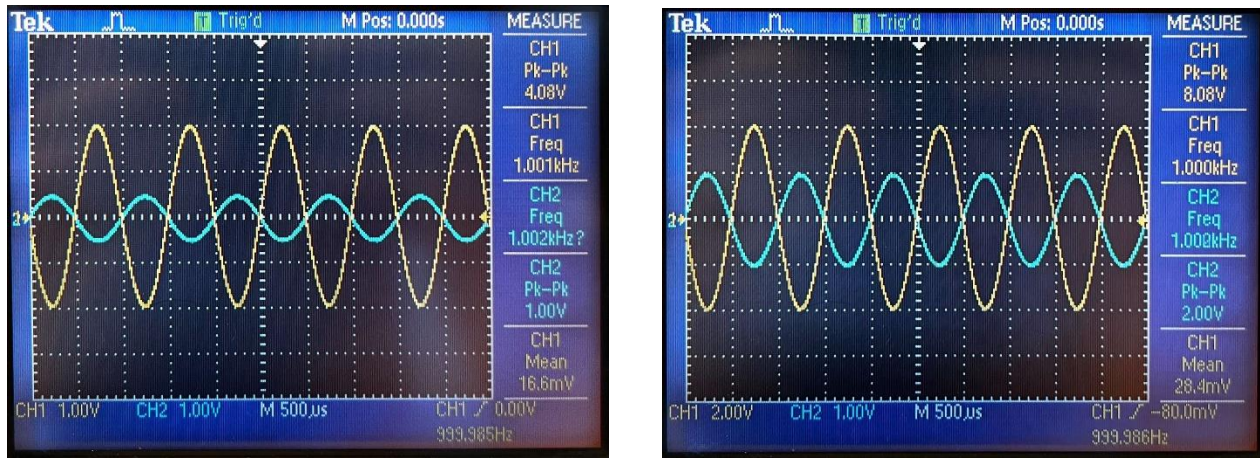 Tek T Trig'd M Pos: 0.000s MEASURE
CH1
Pk-Pk
4.08V
CH1
Freq
1.001kHz
CH2
Freq
1.002kHz?
CH2
Pk-Pk
1.00V
CH1
Mean
16.6mV
2
CH1 1.00V CH2 1.00V M 500µs CH1 0.00V
999.985Hz
Tek T Trig'd M Pos: 0.000s MEASURE
CH1
Pk-Pk
8.08V
CH1
Freq
1.000kHz
CH2
Freq
1.000kHz
CH2
Pk-Pk
2.00V
CH1
Mean
28.4mV
2
CH1 2.00V CH2 1.00V M 500µs CH1 -80.0mV
999.986Hz